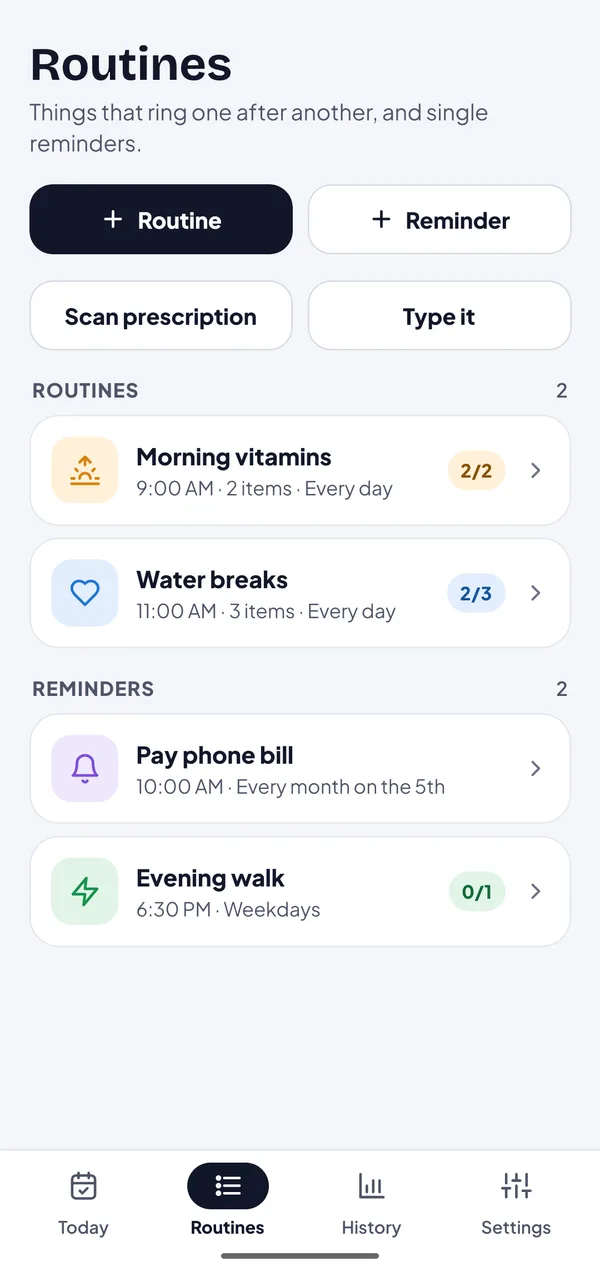 Routines
Things that ring one after another, and single
reminders.
+ Routine
+ Reminder
Scan prescription
Type it
ROUTINES 2
Morning vitamins
9:00 AM · 2 items · Every day
2/2
Water breaks
11:00 AM · 3 items · Every day
2/3
REMINDERS 2
Pay phone bill
10:00 AM · Every month on the 5th
Evening walk
6:30 PM · Weekdays
0/1
Today
Routines
History
Settings